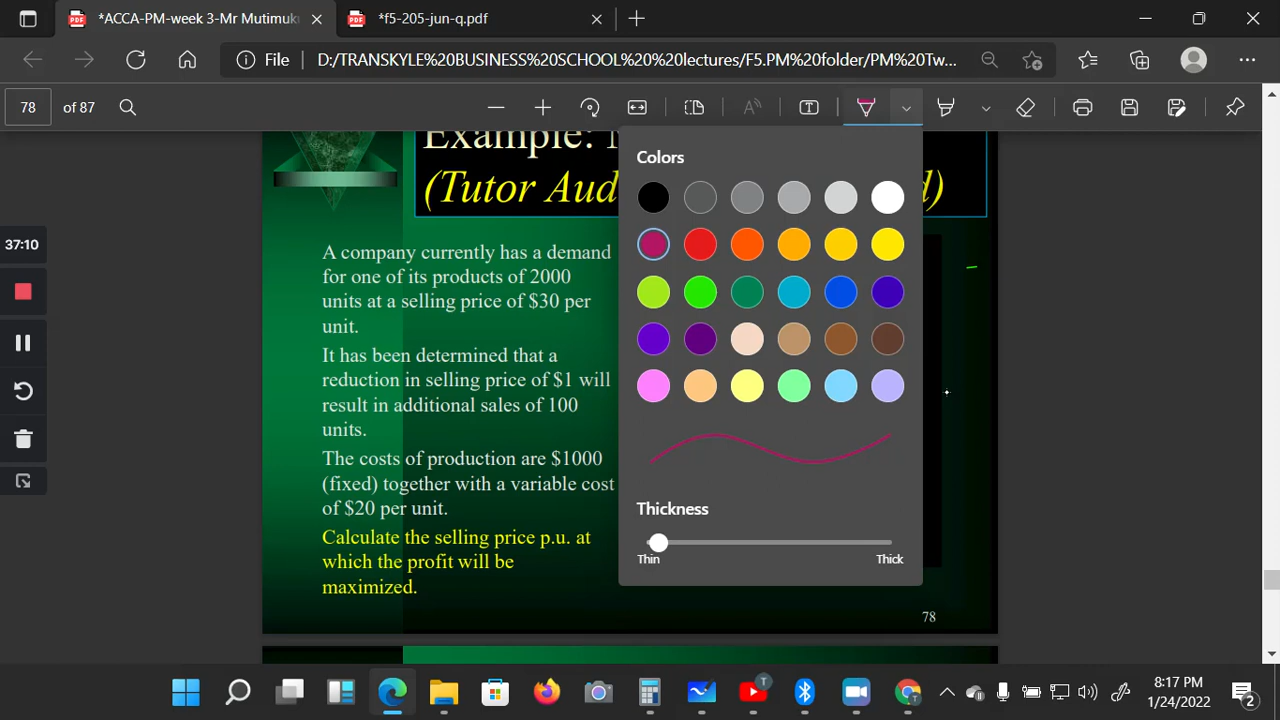 *ACCA-PM-week 3-Mr Mutimuk
*f5-205-jun-q.pdf
File
D:/TRANSKYLE%20BUSINESS%20SCHOOL%20%20lectures/F5.PM%20folder/PM%20Tw...
78 of 87
Example:
(Tutor Aud
d)
Colors
37:10
A company currently has a demand
for one of its products of 2000
units at a selling price of $30 per
unit.
It has been determined that a
reduction in selling price of $1 will
result in additional sales of 100
units.
The costs of production are $1000
(fixed) together with a variable cost
of $20 per unit.
Calculate the selling price p.u. at
which the profit will be
maximized.
Thickness
Thin
Thick
78
8:17 PM
1/24/2022
2